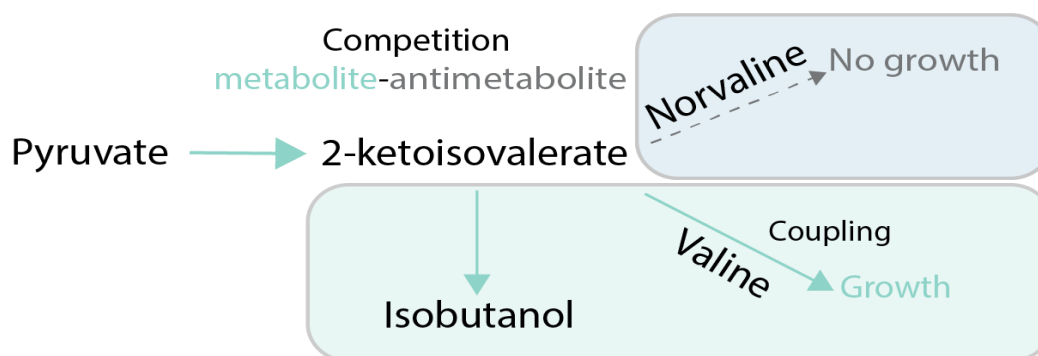 Competition
metabolite-antimetabolite
Norvaline
No growth
Pyruvate
2-ketoisovalerate
Valine
Coupling
Growth
Isobutanol